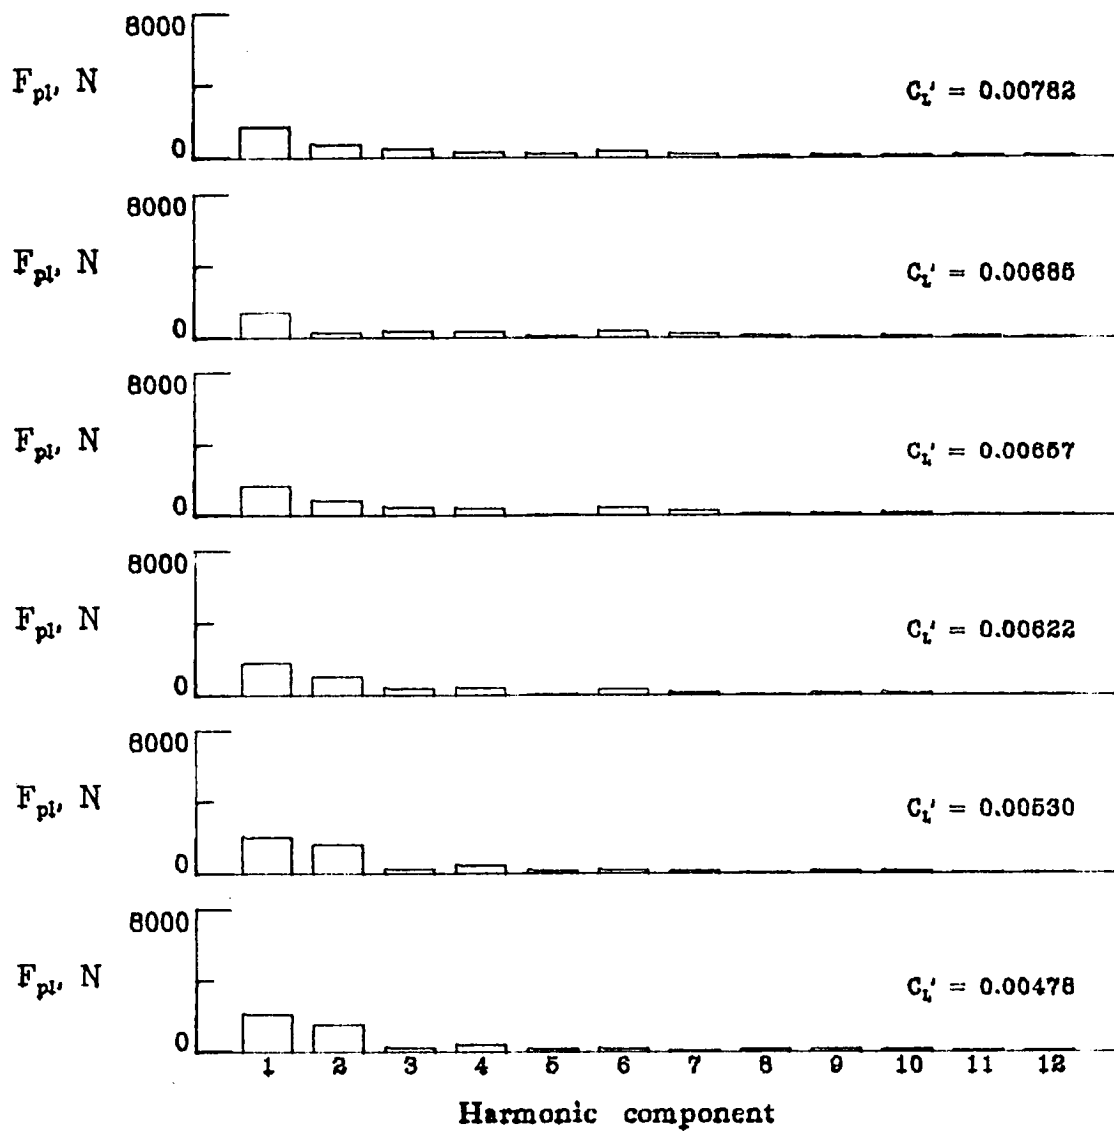 8000
F_pl, N
C_L' = 0.00782
0
8000
F_pl, N
C_L' = 0.00685
0
8000
F_pl, N
C_L' = 0.00657
0
8000
F_pl, N
C_L' = 0.00622
0
8000
F_pl, N
C_L' = 0.00530
0
8000
F_pl, N
C_L' = 0.00478
0
1 2 3 4 5 6 7 8 9 10 11 12
Harmonic component